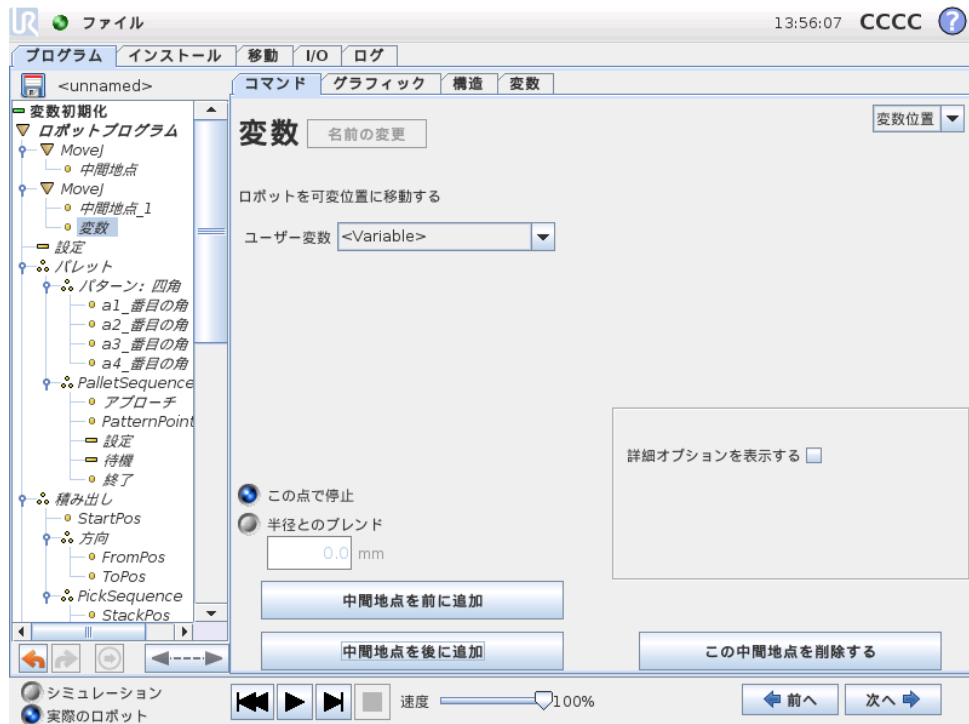 UR ファイル 13:56:07 CCCC ?
プログラム インストール 移動 I/O ログ
<unnamed>
コマンド グラフィック 構造 変数
変数初期化
ロボットプログラム
MoveJ
中間地点
MoveJ
中間地点_1
変数
設定
パレット
パターン: 四角
a1_番目の角
a2_番目の角
a3_番目の角
a4_番目の角
PalletSequence
アプローチ
PatternPoint
設定
待機
終了
積み出し
StartPos
方向
FromPos
ToPos
PickSequence
StackPos
変数 名前の変更
変数位置
ロボットを可変位置に移動する
ユーザー変数 <Variable>
詳細オプションを表示する
この点で停止
半径とのブレンド
0.0 mm
中間地点を前に追加
中間地点を後に追加
この中間地点を削除する
シミュレーション
実際のロボット
速度 100%
前へ 次へ